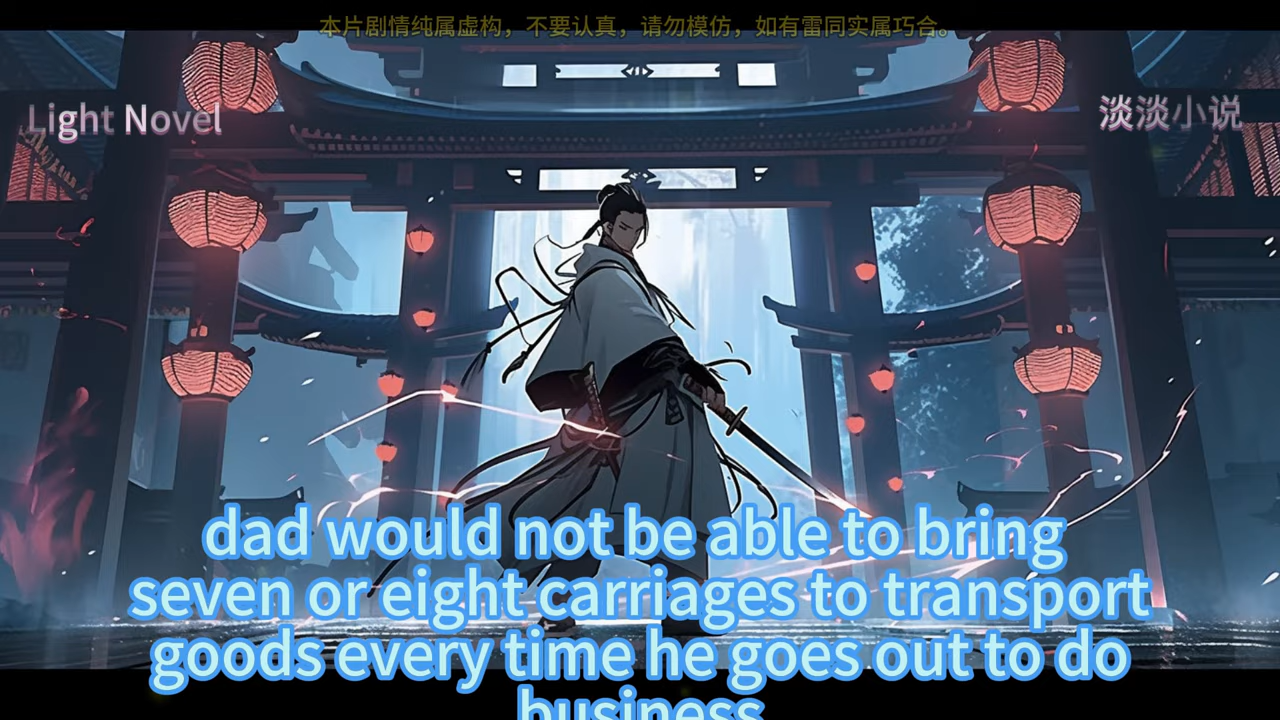 本片剧情纯属虚构，不要认真，请勿模仿，如有雷同实属巧合。
Light Novel
淡淡小说
dad would not be able to bring
seven or eight carriages to transport
goods every time he goes out to do
business